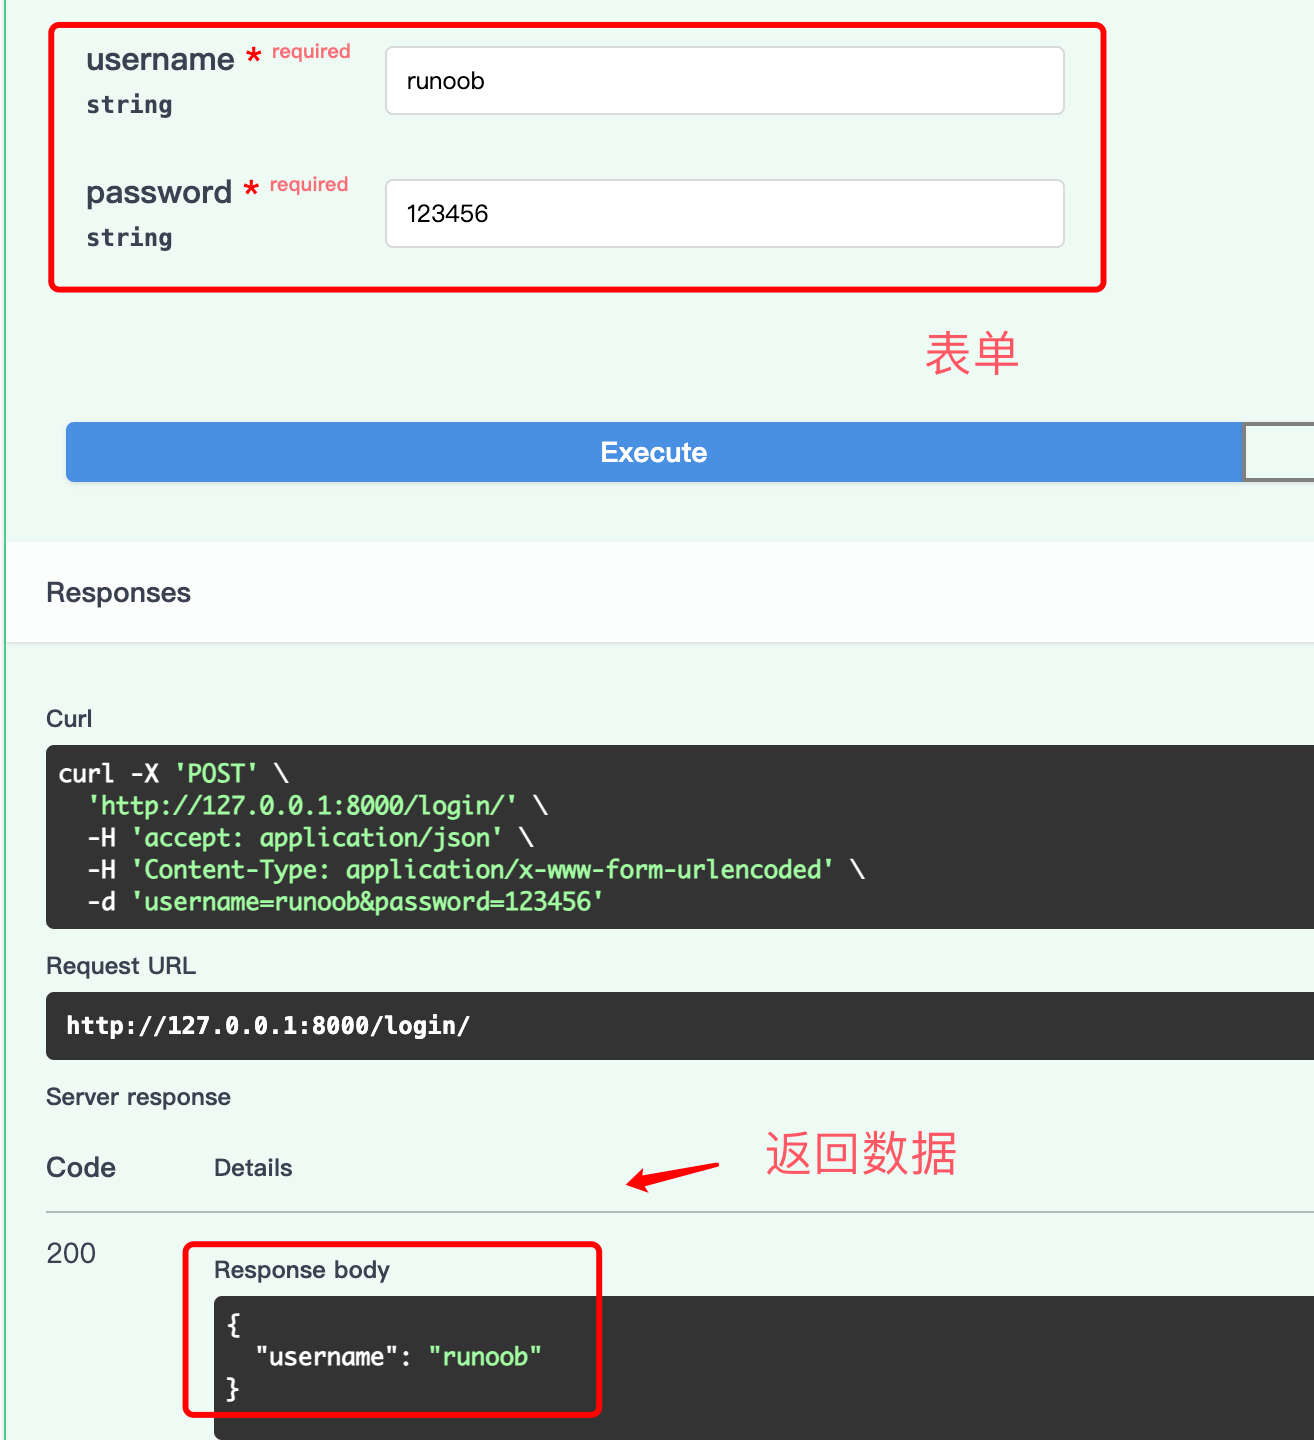 username * required
runoob
string
password * required
123456
string
表单
Execute
Responses
Curl
curl -X 'POST' \
  'http://127.0.0.1:8000/login/' \
  -H 'accept: application/json' \
  -H 'Content-Type: application/x-www-form-urlencoded' \
  -d 'username=runoob&password=123456'
Request URL
http://127.0.0.1:8000/login/
Server response
返回数据
Code Details
200
Response body
{
  "username": "runoob"
}